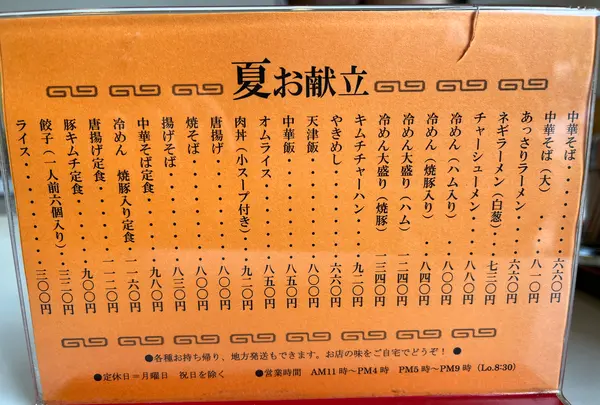 夏お献立
中華そば・・・・・・六六〇円
中華そば（大）・・・八一〇円
あっさりラーメン・・・六六〇円
ネギラーメン（白葱）・・七三〇円
チャーシューメン・・・・八八〇円
冷めん（ハム入り）・・・八〇〇円
冷めん（焼豚入り）・・・八四〇円
冷めん大盛り（ハム）・・一二四〇円
冷めん大盛り（焼豚）・・一三四〇円
キムチチャーハン・・・・九二〇円
やきめし・・・・・・・六六〇円
天津飯・・・・・・・・八〇〇円
中華飯・・・・・・・・八五〇円
オムライス・・・・・・八五〇円
肉丼（小スープ付き）・・九二〇円
唐揚げ・・・・・・・・八〇〇円
焼そば・・・・・・・・八〇〇円
揚げそば・・・・・・・八三〇円
中華そば定食・・・・・九八〇円
冷めん　焼豚入り定食・・一一六〇円
唐揚げ定食・・・・・・一一二〇円
豚キムチ定食・・・・・九〇〇円
餃子（一人前六個入り）・・三二〇円
ライス・・・・・・・・三〇〇円
●各種お持ち帰り、地方発送もできます。お店の味をご自宅でどうぞ！●
●定休日＝月曜日　祝日を除く　●営業時間　AM11時～PM4時　PM5時～PM9時（Lo.8:30）